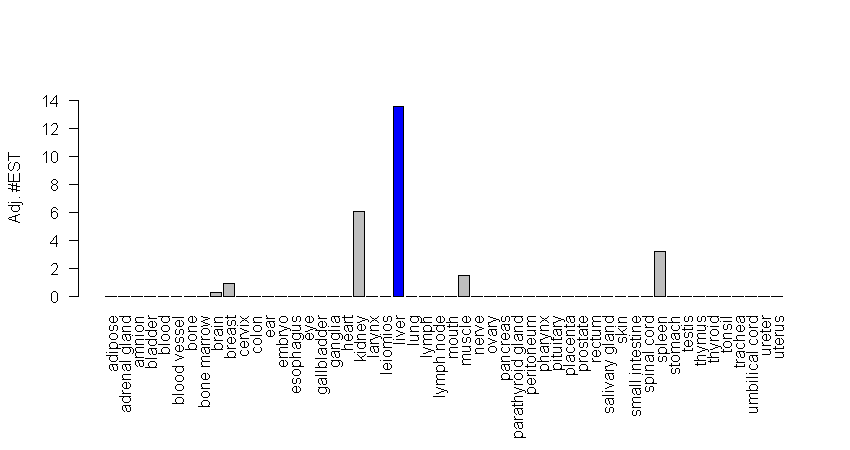 Adj. #EST
14
12
10
8
6
4
2
0
adipose
adrenal gland
amnion
bladder
blood
blood vessel
bone
bone marrow
brain
breast
cervix
colon
ear
embryo
esophagus
eye
gallbladder
ganglia
heart
kidney
larynx
leiomios
liver
lung
lymph
lymph node
mouth
muscle
nerve
ovary
pancreas
parathyroid gland
peritoneum
pharynx
pituitary
placenta
prostate
rectum
salivary gland
skin
small intestine
spinal cord
spleen
stomach
testis
thymus
thyroid
tonsil
trachea
umbilical cord
ureter
uterus